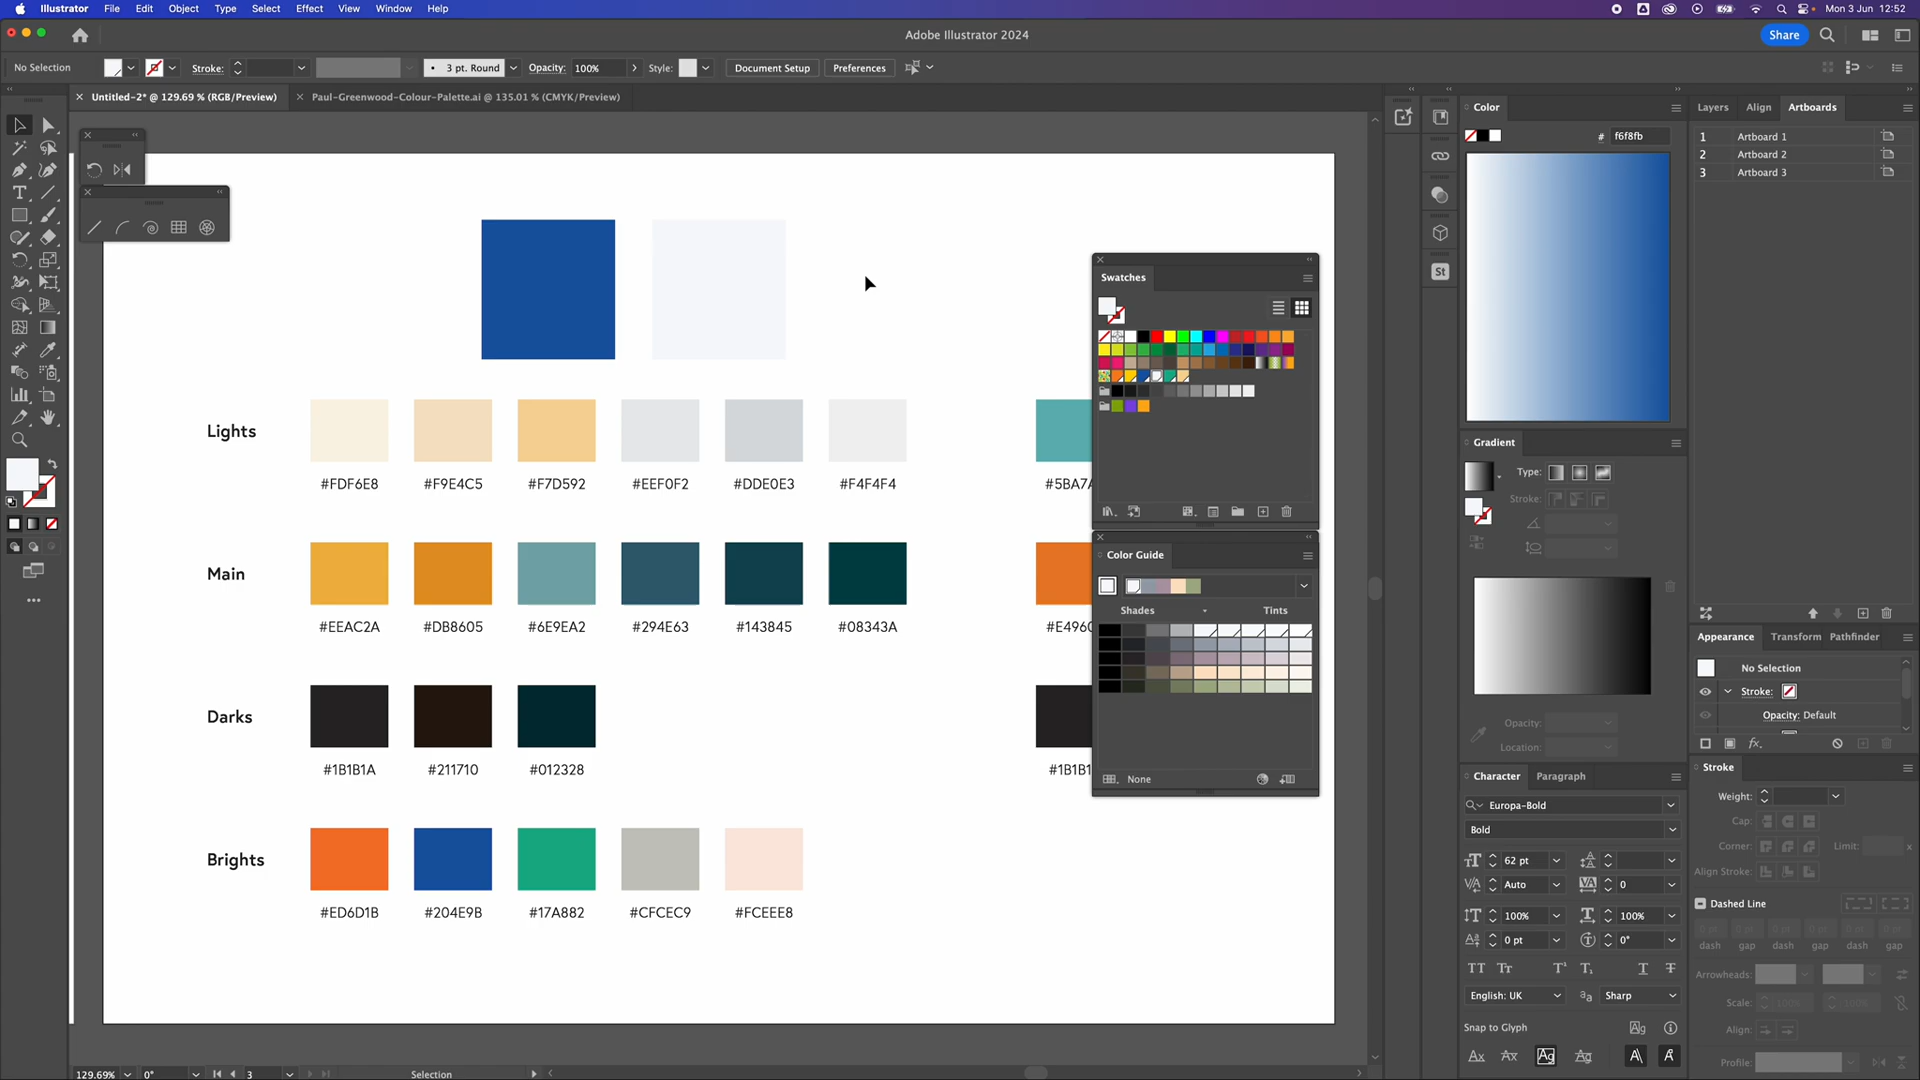 Illustrator File Edit Object Type Select Effect View Window Help
Mon 3 Jun 12:52
Adobe Illustrator 2024
Share
No Selection
Stroke:
3 pt. Round
Opacity: 100%
Style:
Document Setup
Preferences
Untitled-2* @ 129.69 % (RGB/Preview)
Paul-Greenwood-Colour-Palette.ai @ 135.01 % (CMYK/Preview)
Lights
#FDF6E8 #F9E4C5 #F7D592 #EEF0F2 #DDE0E3 #F4F4F4 #5BA7A
Main
#EEAC2A #DB8605 #6E9EA2 #294E63 #143845 #08343A #E4960
Darks
#1B1B1A #211710 #012328 #1B1B1
Brights
#ED6D1B #204E9B #17A882 #CFCEC9 #FCEEE8
Swatches
Color Guide
Shades Tints
None
St
Color
# f6f8fb
Gradient
Type:
Stroke:
Opacity:
Location:
Character Paragraph
Europa-Bold
Bold
62 pt
Auto 0
100% 100%
0 pt 0°
English: UK
Sharp
Snap to Glyph
Layers Align Artboards
1 Artboard 1
2 Artboard 2
3 Artboard 3
Appearance Transform Pathfinder
No Selection
Stroke:
Opacity: Default
Stroke
Weight:
Cap:
Corner: Limit: x
Align Stroke:
Dashed Line
dash gap dash gap dash gap
Arrowheads:
Scale: 100% 100%
Align:
Profile:
129.69% 0° 3 Selection